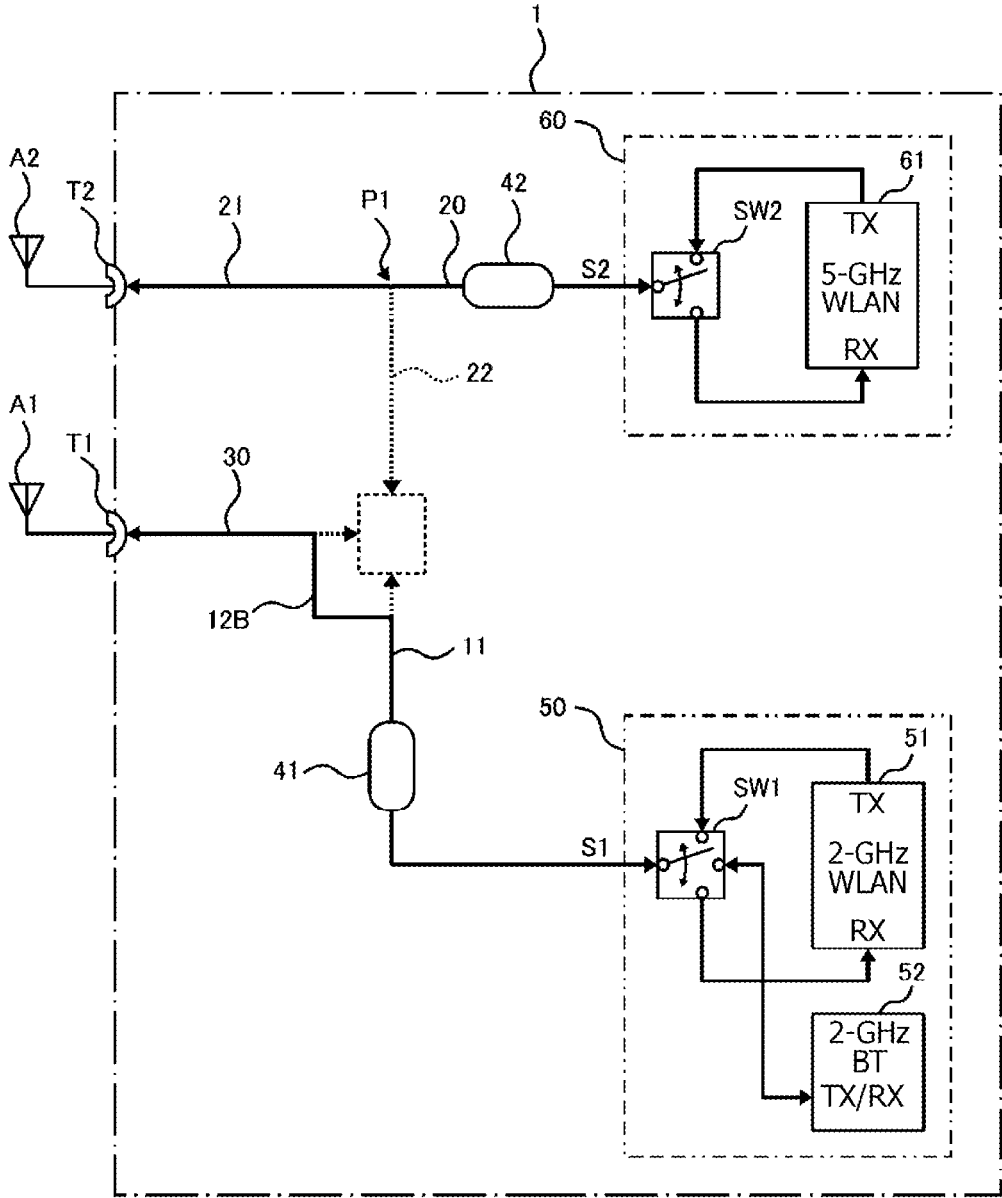 1
60
A2
T2
21
P1
20
42
S2
SW2
61
TX
5-GHz
WLAN
RX
22
A1
T1
30
12B
11
41
50
S1
SW1
51
TX
2-GHz
WLAN
RX
52
2-GHz
BT
TX/RX